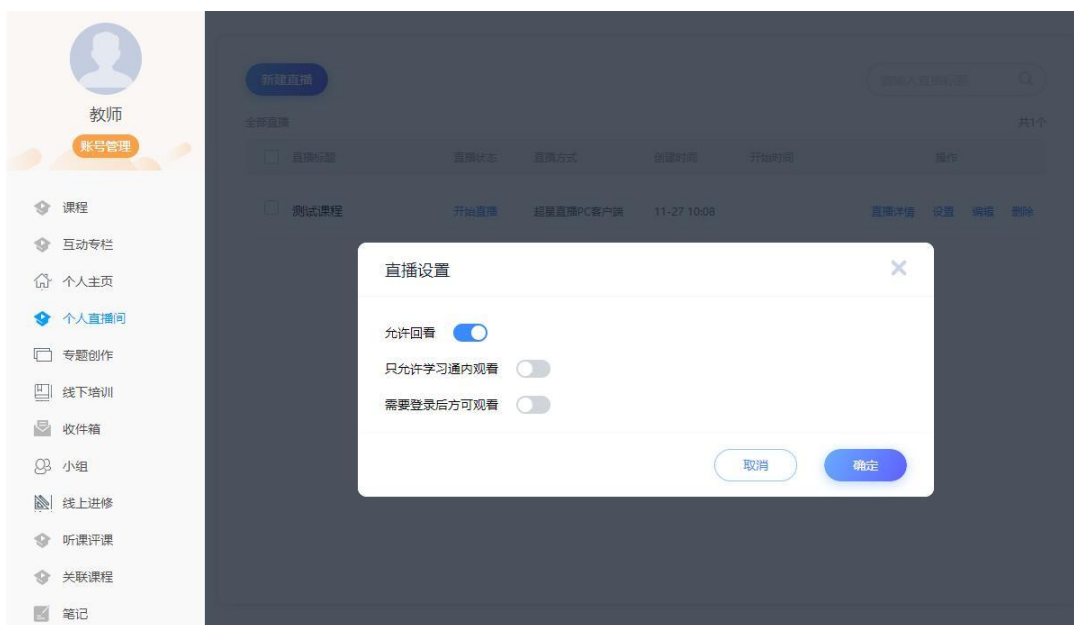 教师
账号管理
课程
互动专栏
个人主页
个人直播间
专题创作
线下培训
收件箱
小组
线上进修
听课评课
关联课程
笔记
新建直播
请输入直播标题
全部直播
共1个
直播标题 直播状态 直播方式 创建时间 开始时间 操作
测试课程 开始直播 超星直播PC客户端 11-27 10:08 直播详情 设置 编辑 删除
直播设置
允许回看
只允许学习通内观看
需要登录后方可观看
取消 确定